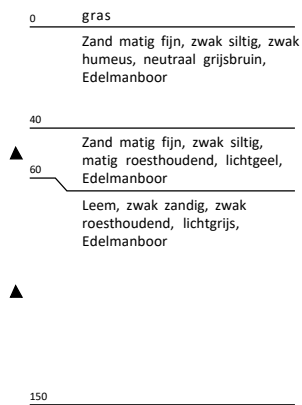 0 gras
Zand matig fijn, zwak siltig, zwak
humeus, neutraal grijsbruin,
Edelmanboor
40
Zand matig fijn, zwak siltig,
matig roesthoudend, lichtgeel,
Edelmanboor
60
Leem, zwak zandig, zwak
roesthoudend, lichtgrijs,
Edelmanboor
150